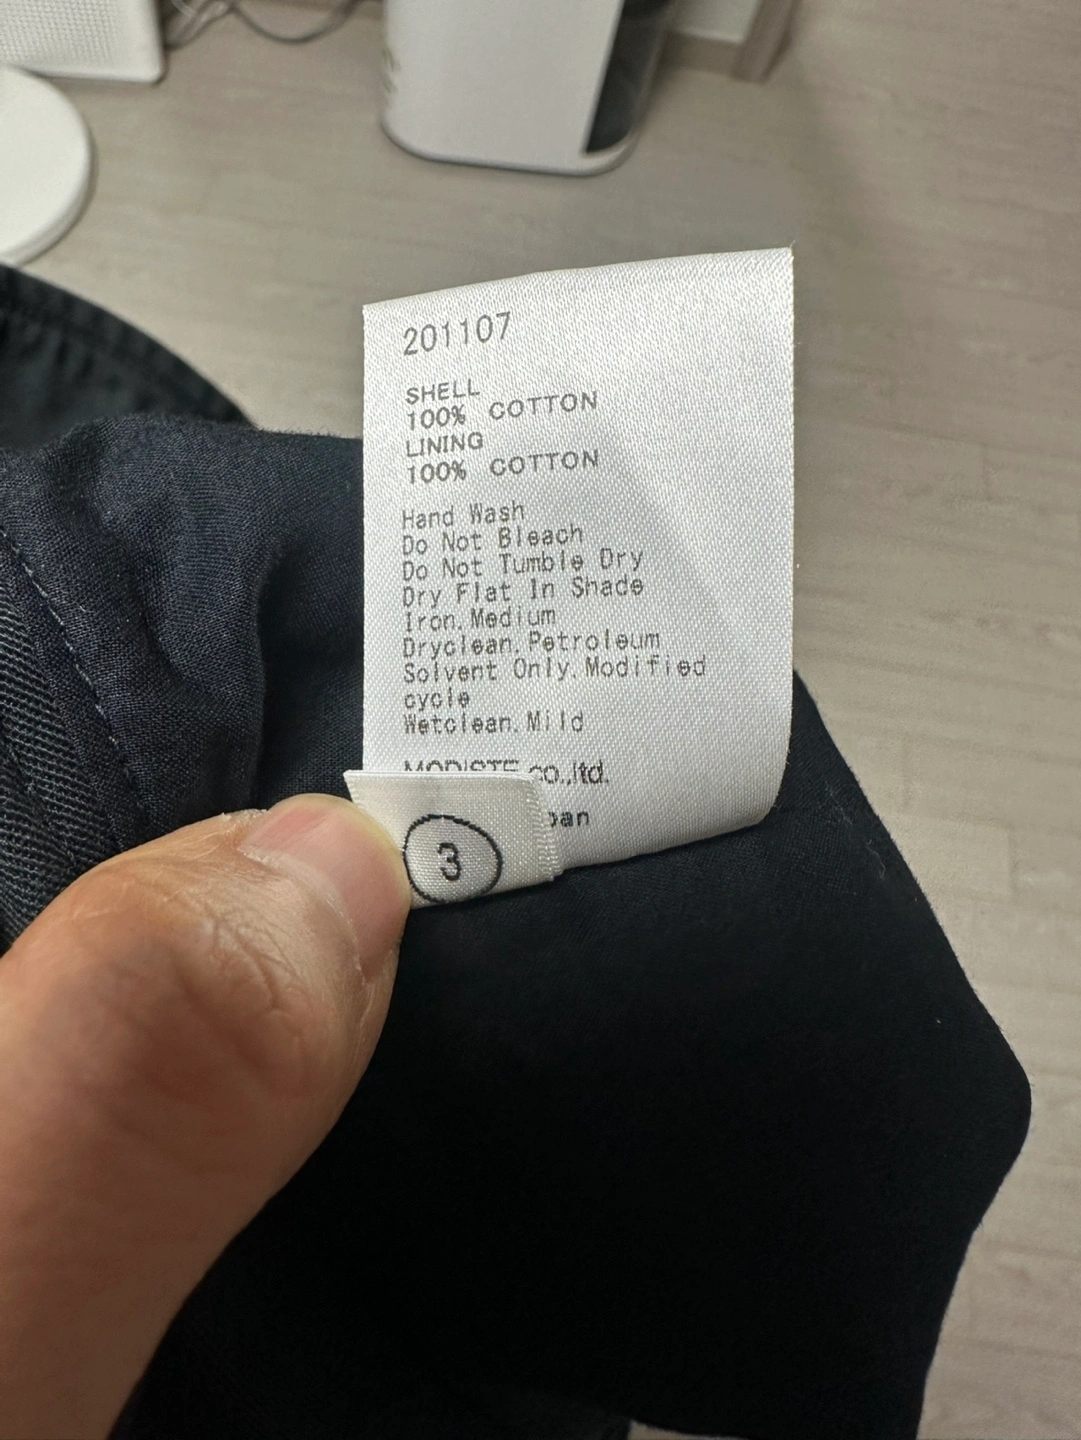 201107
SHELL
100% COTTON
LINING
100% COTTON
Hand Wash
Do Not Bleach
Do Not Tumble Dry
Dry Flat In Shade
Iron.Medium
Dryclean.Petroleum
Solvent Only.Modified
cycle
Wetclean.Mild
MODISTE co.,ltd.
3